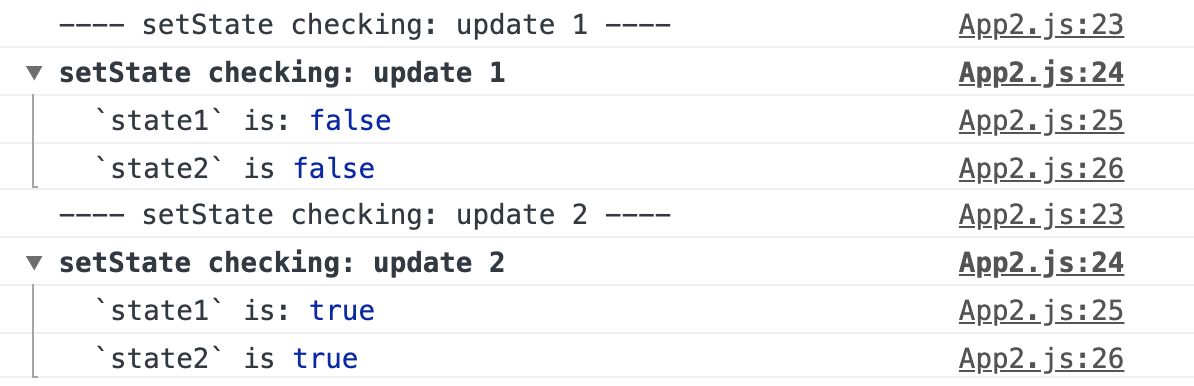 ---- setState checking: update 1 ---- App2.js:23
▼ setState checking: update 1 App2.js:24
`state1` is: false App2.js:25
`state2` is false App2.js:26
---- setState checking: update 2 ---- App2.js:23
▼ setState checking: update 2 App2.js:24
`state1` is: true App2.js:25
`state2` is true App2.js:26